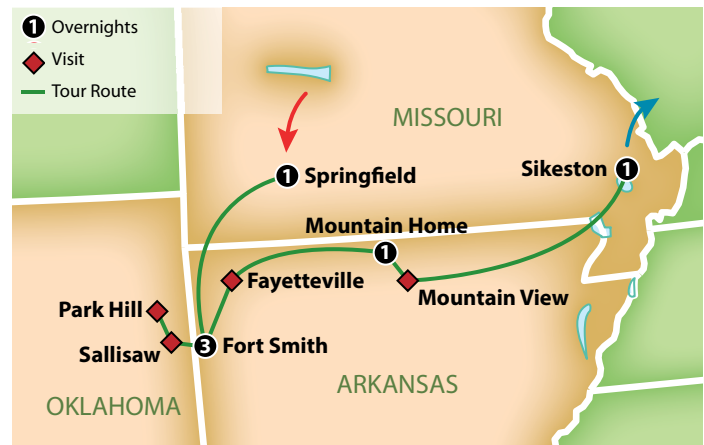 1 Overnights
Visit
Tour Route
MISSOURI
Sikeston 1
1 Springfield
Mountain Home
1
Fayetteville
Mountain View
Park Hill
Sallisaw
3 Fort Smith
ARKANSAS
OKLAHOMA